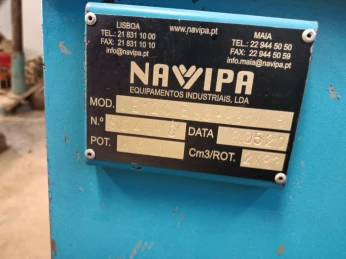 LISBOA www.navipa.pt MAIA
TEL.: 21 831 10 00 TEL.: 22 944 50 50
FAX: 21 831 10 10 FAX: 22 944 50 59
info@navipa.pt info.maia@navipa.pt
NAVIPA
EQUIPAMENTOS INDUSTRIAIS, LDA
MOD.
N.º DATA
POT. Cm3/ROT.